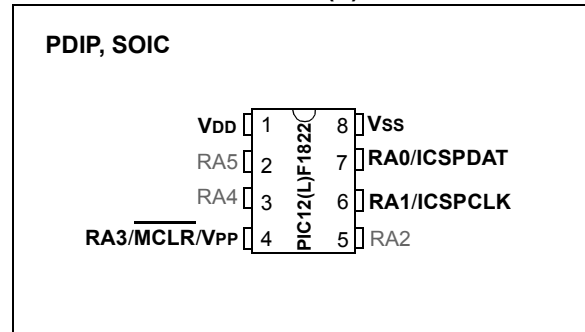 PDIP, SOIC
VDD 1 8 VSS
RA5 2 7 RA0/ICSPDAT
RA4 3 6 RA1/ICSPCLK
RA3/MCLR/VPP 4 5 RA2
PIC12(L)F1822